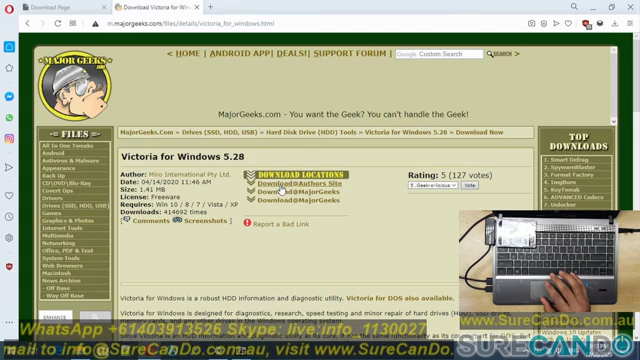 Download Page
Download Victoria for Windows
m.majorgeeks.com/files/details/victoria_for_windows.html
HOME | ANDROID APP | DEALS! | SUPPORT FORUM
Google Custom Search
SEARCH
MAJOR GEEKS .COM
MajorGeeks.com - You want the Geek? You can't handle the Geek!
MajorGeeks.Com » Drives (SSD, HDD, USB) » Hard Disk Drive (HDD) Tools » Victoria for Windows 5.28 » Download Now
FILES
All In One Tweaks
Android
Antivirus & Malware
Appearance
Back Up
CD\DVD\Blu-Ray
Covert Ops
Drivers
Drives (SSD, HDD, USB)
Games
Graphics & Photos
Internet Tools
Multimedia
Networking
Office, PDF, & Text
System Tools
Web Browsers
Macintosh
News Archive
- Off Base
- Way Off Base
ENHANCE
Victoria for Windows 5.28
Author: Miro International Pty Ltd.
Date: 04/14/2020 11:46 AM
Size: 1.41 MB
License: Freeware
Requires: Win 10 / 8 / 7 / Vista / XP
Downloads: 414692 times
Comments Screenshots
DOWNLOAD LOCATIONS
Download@Authors Site
Download@MajorGeeks
Download@MajorGeeks
Report a Bad Link
Rating: 5 (127 votes)
5 .Geeks-licious
Vote
TOP DOWNLOADS
1. Smart Defrag
2. SpywareBlaster
3. Format Factory
4. ImgBurn
5. KeyTweak
6. ADVANCED Codecs
7. Unlocker
Victoria for Windows is a robust HDD information and diagnostic utility. Victoria for DOS also available.
Victoria for Windows is designed for diagnostics, research, speed testing and minor repair of hard drives (HDD), SSD
WhatsApp +61403913526 Skype: live:info_1130027
mail to info@SureCanDo.com.au, visit www.SureCanDo.com.au
www.SureCanDo.com.au
SURECANDO
Windows 10 Updates